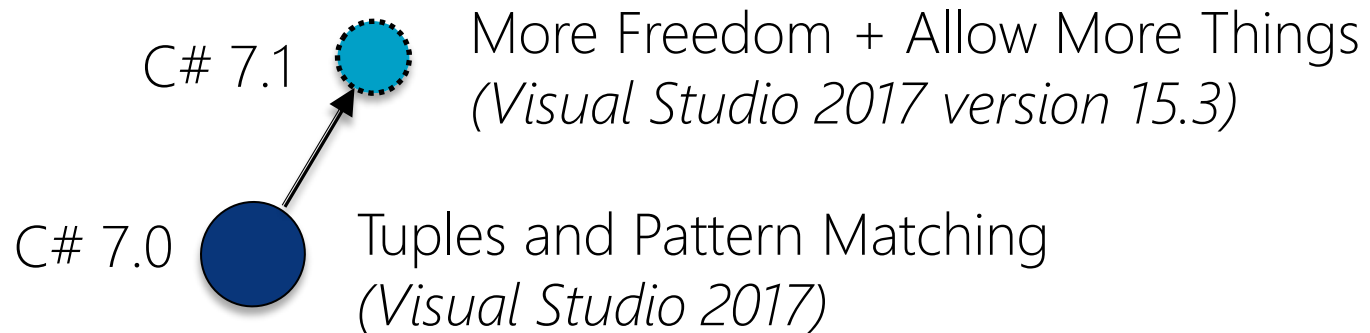 C# 7.1
More Freedom + Allow More Things
(Visual Studio 2017 version 15.3)
C# 7.0
Tuples and Pattern Matching
(Visual Studio 2017)